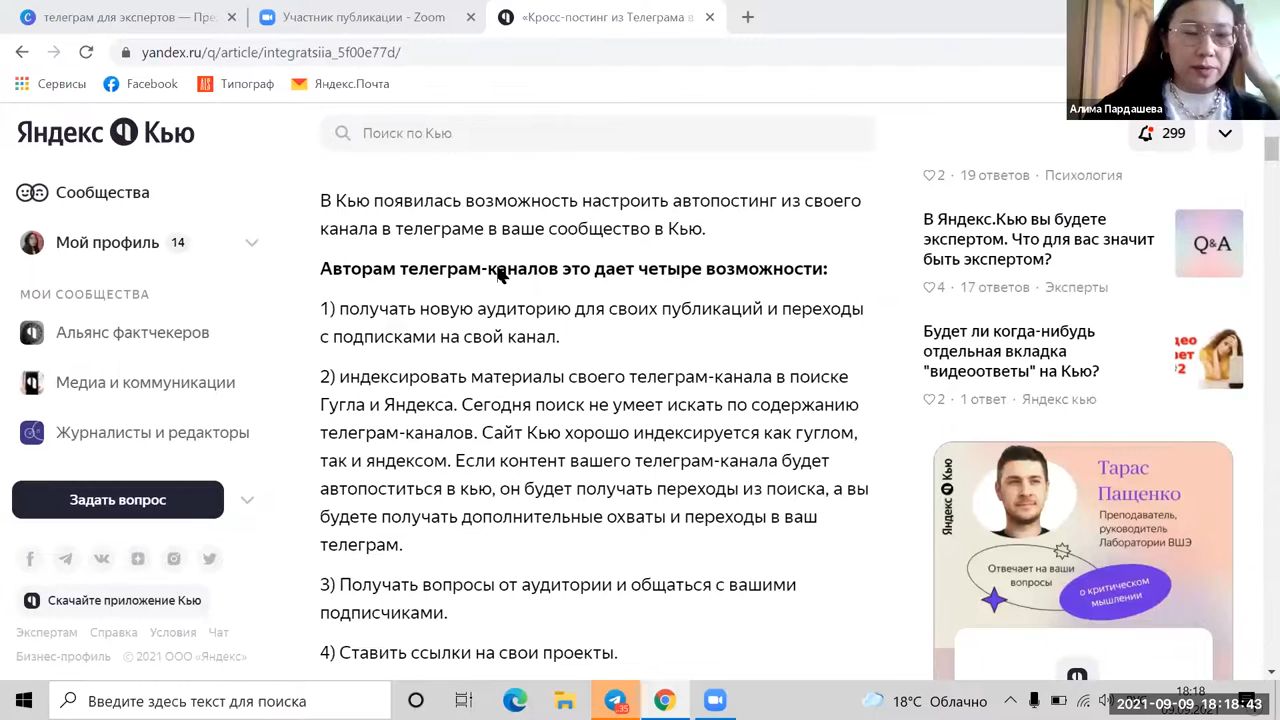 телеграм для экспертов — Пре
Участник публикации - Zoom
«Кросс-постинг из Телеграма в
yandex.ru/q/article/integratsiia_5f00e77d/
Сервисы
Facebook
Типограф
Яндекс.Почта
Алима Пардашева
Яндекс Кью
Поиск по Кью
299
Сообщества
Мой профиль 14
МОИ СООБЩЕСТВА
Альянс фактчекеров
Медиа и коммуникации
Журналисты и редакторы
Задать вопрос
Скачайте приложение Кью
Экспертам Справка Условия Чат
Бизнес-профиль © 2021 ООО «Яндекс»
В Кью появилась возможность настроить автопостинг из своего
канала в телеграме в ваше сообщество в Кью.
Авторам телеграм-каналов это дает четыре возможности:
1) получать новую аудиторию для своих публикаций и переходы
с подписками на свой канал.
2) индексировать материалы своего телеграм-канала в поиске
Гугла и Яндекса. Сегодня поиск не умеет искать по содержанию
телеграм-каналов. Сайт Кью хорошо индексируется как гуглом,
так и яндексом. Если контент вашего телеграм-канала будет
автопоститься в кью, он будет получать переходы из поиска, а вы
будете получать дополнительные охваты и переходы в ваш
телеграм.
3) Получать вопросы от аудитории и общаться с вашими
подписчиками.
4) Ставить ссылки на свои проекты.
2 · 19 ответов · Психология
В Яндекс.Кью вы будете
экспертом. Что для вас значит
быть экспертом?
Q&A
4 · 17 ответов · Эксперты
Будет ли когда-нибудь
отдельная вкладка
"видеоответы" на Кью?
2 · 1 ответ · Яндекс кью
Яндекс Кью
Тарас
Пащенко
Преподаватель,
руководитель
Лаборатории ВШЭ
Отвечает на ваши
вопросы
о критическом
мышлении
Введите здесь текст для поиска
35
18°C Облачно
18:18
2021-09-09 18:18:43